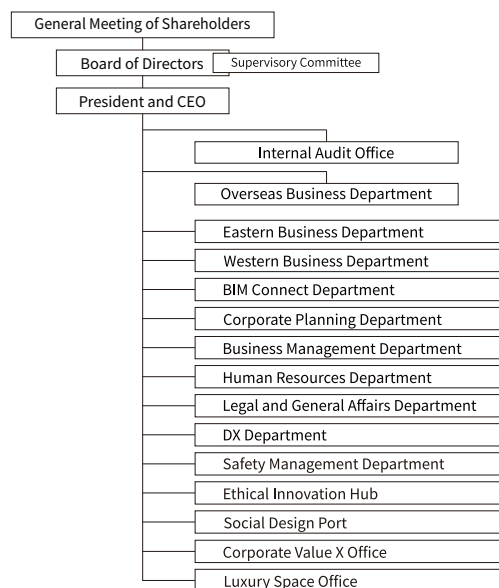 General Meeting of Shareholders
Board of Directors
Supervisory Committee
President and CEO
Internal Audit Office
Overseas Business Department
Eastern Business Department
Western Business Department
BIM Connect Department
Corporate Planning Department
Business Management Department
Human Resources Department
Legal and General Affairs Department
DX Department
Safety Management Department
Ethical Innovation Hub
Social Design Port
Corporate Value X Office
Luxury Space Office